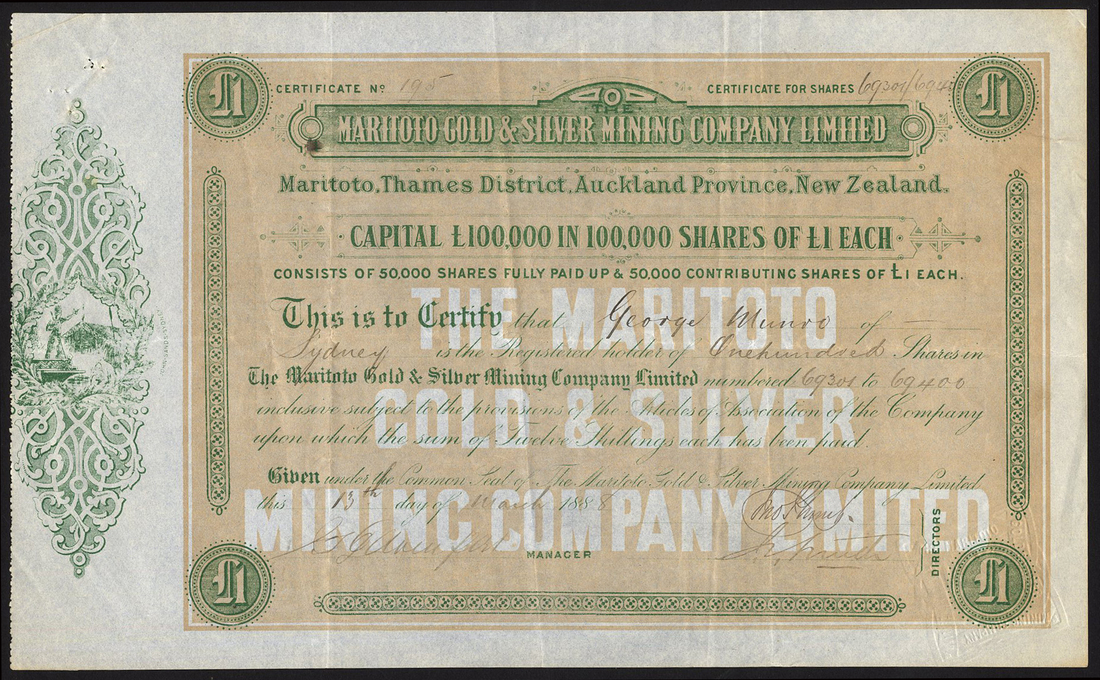 £1
£1
CERTIFICATE Nº 195
CERTIFICATE FOR SHARES 69301/69400
THE
MARITOTO GOLD & SILVER MINING COMPANY LIMITED
Maritoto, Thames District, Auckland Province, New Zealand.
CAPITAL £100,000 IN 100,000 SHARES OF £1 EACH
CONSISTS OF 50,000 SHARES FULLY PAID UP & 50,000 CONTRIBUTING SHARES OF £1 EACH.
THE MARITOTO
GOLD & SILVER
MINING COMPANY LIMITED
This is to Certify that George Munro of
Sydney is the Registered holder of One hundred Shares in
The Maritoto Gold & Silver Mining Company Limited numbered 69301 to 69400
inclusive subject to the provisions of the Articles of Association of the Company
upon which the sum of Twelve Shillings each has been paid.
Given under the Common Seal of The Maritoto Gold & Silver Mining Company Limited
this 13th day of March 1888
MANAGER
DIRECTORS
£1
£1